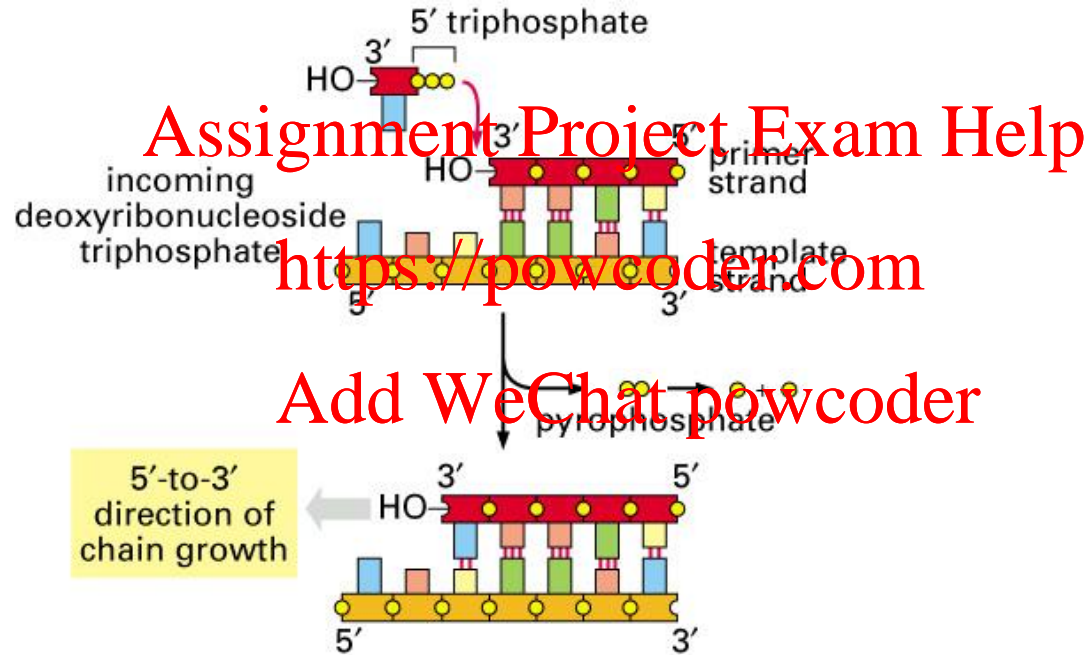 5′ triphosphate
3′
HO
Assignment Project Exam Help
3′
5′
HO
primer
strand
incoming
deoxyribonucleoside
triphosphate
https://powcoder.com
template
strand
5′
3′
Add WeChat powcoder
+
pyrophosphate
5′-to-3′
direction of
chain growth
3′
5′
HO
5′
3′